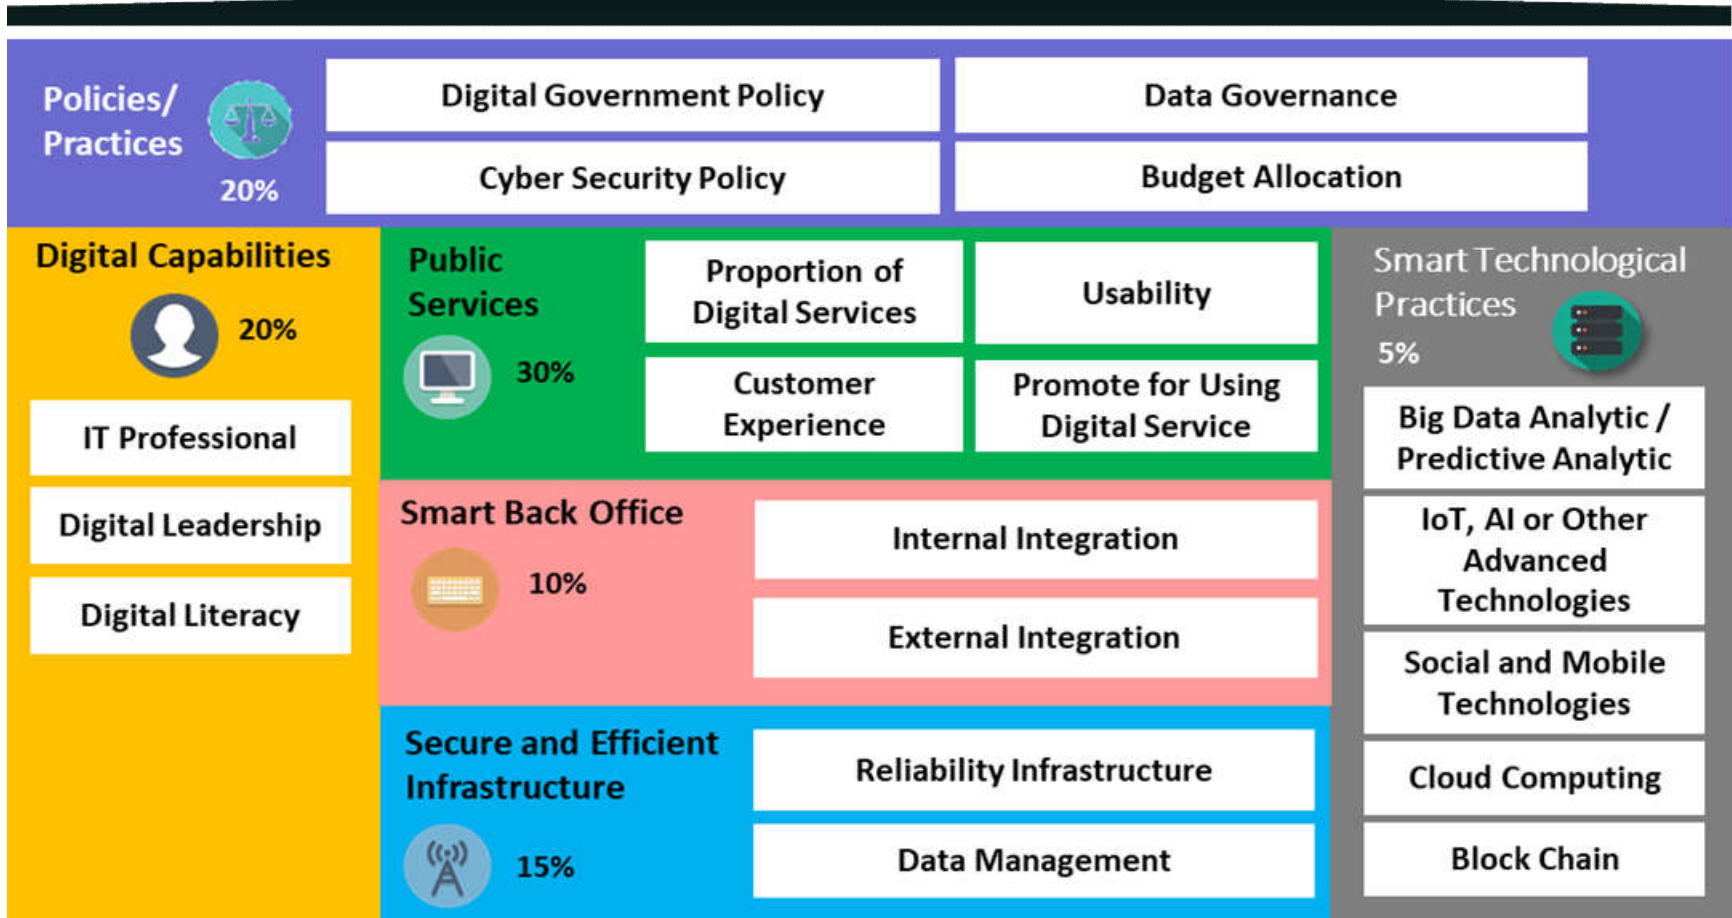 Policies/
Practices
20%
Digital Government Policy
Data Governance
Cyber Security Policy
Budget Allocation
Digital Capabilities
20%
IT Professional
Digital Leadership
Digital Literacy
Public
Services
30%
Proportion of
Digital Services
Usability
Customer
Experience
Promote for Using
Digital Service
Smart Back Office
10%
Internal Integration
External Integration
Secure and Efficient
Infrastructure
15%
Reliability Infrastructure
Data Management
Smart Technological
Practices
5%
Big Data Analytic /
Predictive Analytic
IoT, AI or Other
Advanced
Technologies
Social and Mobile
Technologies
Cloud Computing
Block Chain